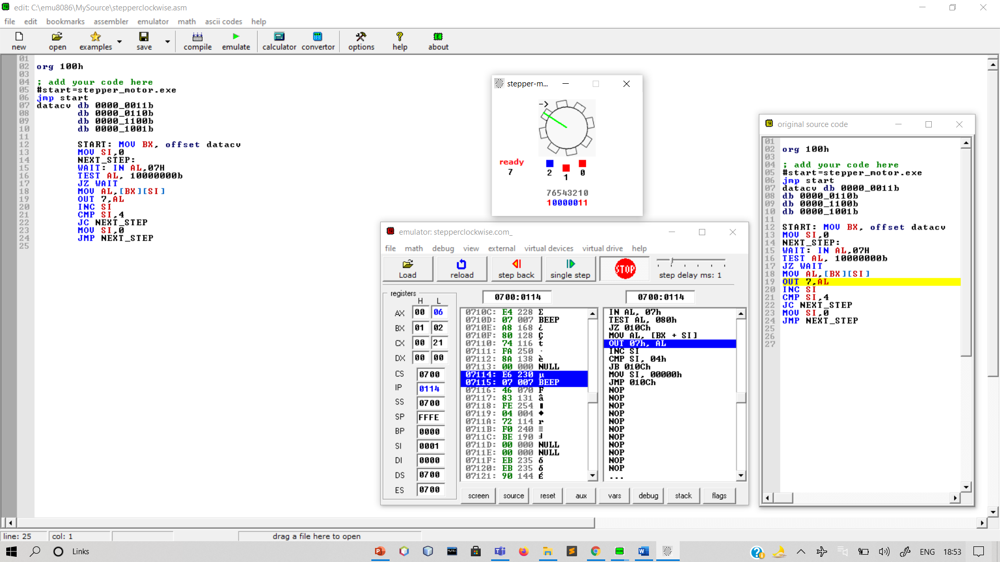 edit: C:\emu8086\MySource\stepperclockwise.asm
file edit bookmarks assembler emulator math ascii codes help
new open examples save compile emulate calculator convertor options help about
01
02 org 100h
03
04 ; add your code here
05 #start=stepper_motor.exe
06 jmp start
07 datacv db 0000_0011b
08 db 0000_0110b
09 db 0000_1100b
10 db 0000_1001b
11
12 START: MOV BX, offset datacv
13 MOV SI,0
14 NEXT_STEP:
15 WAIT: IN AL,07H
16 TEST AL, 10000000b
17 JZ WAIT
18 MOV AL,[BX][SI]
19 OUT 7,AL
20 INC SI
21 CMP SI,4
22 JC NEXT_STEP
23 MOV SI,0
24 JMP NEXT_STEP
25
stepper-m...
->
ready
7
2 1 0
76543210
10000011
emulator: stepperclockwise.com_
file math debug view external virtual devices virtual drive help
Load reload step back single step STOP step delay ms: 1
registers
H L
AX 00 06
BX 01 02
CX 00 21
DX 00 00
CS 0700
IP 0114
SS 0700
SP FFFE
BP 0000
SI 0001
DI 0000
DS 0700
ES 0700
0700:0114
0710C: E4 228 Σ
0710D: 07 007 BEEP
0710E: A8 168 ¿
0710F: 80 128 Ç
07110: 74 116 t
07111: FA 250 ·
07112: 8A 138 è
07113: 00 000 NULL
07114: E6 230 µ
07115: 07 007 BEEP
07116: 46 070 F
07117: 83 131 â
07118: FE 254 ▮
07119: 04 004 ♦
0711A: 72 114 r
0711B: F0 240 ≡
0711C: BE 190 ╛
0711D: 00 000 NULL
0711E: 00 000 NULL
0711F: EB 235 δ
07120: EB 235 δ
07121: 90 144 É
0700:0114
IN AL, 07h
TEST AL, 080h
JZ 010Ch
MOV AL, [BX + SI]
OUT 07h, AL
INC SI
CMP SI, 04h
JB 010Ch
MOV SI, 00000h
JMP 010Ch
NOP
NOP
NOP
NOP
NOP
NOP
NOP
NOP
NOP
NOP
NOP
...
screen source reset aux vars debug stack flags
original source code
01
02 org 100h
03
04 ; add your code here
05 #start=stepper_motor.exe
06 jmp start
07 datacv db 0000_0011b
08 db 0000_0110b
09 db 0000_1100b
10 db 0000_1001b
11
12 START: MOV BX, offset datacv
13 MOV SI,0
14 NEXT_STEP:
15 WAIT: IN AL,07H
16 TEST AL, 10000000b
17 JZ WAIT
18 MOV AL,[BX][SI]
19 OUT 7,AL
20 INC SI
21 CMP SI,4
22 JC NEXT_STEP
23 MOV SI,0
24 JMP NEXT_STEP
25
26
27
line: 25 col: 1 drag a file here to open
Links ENG 18:53